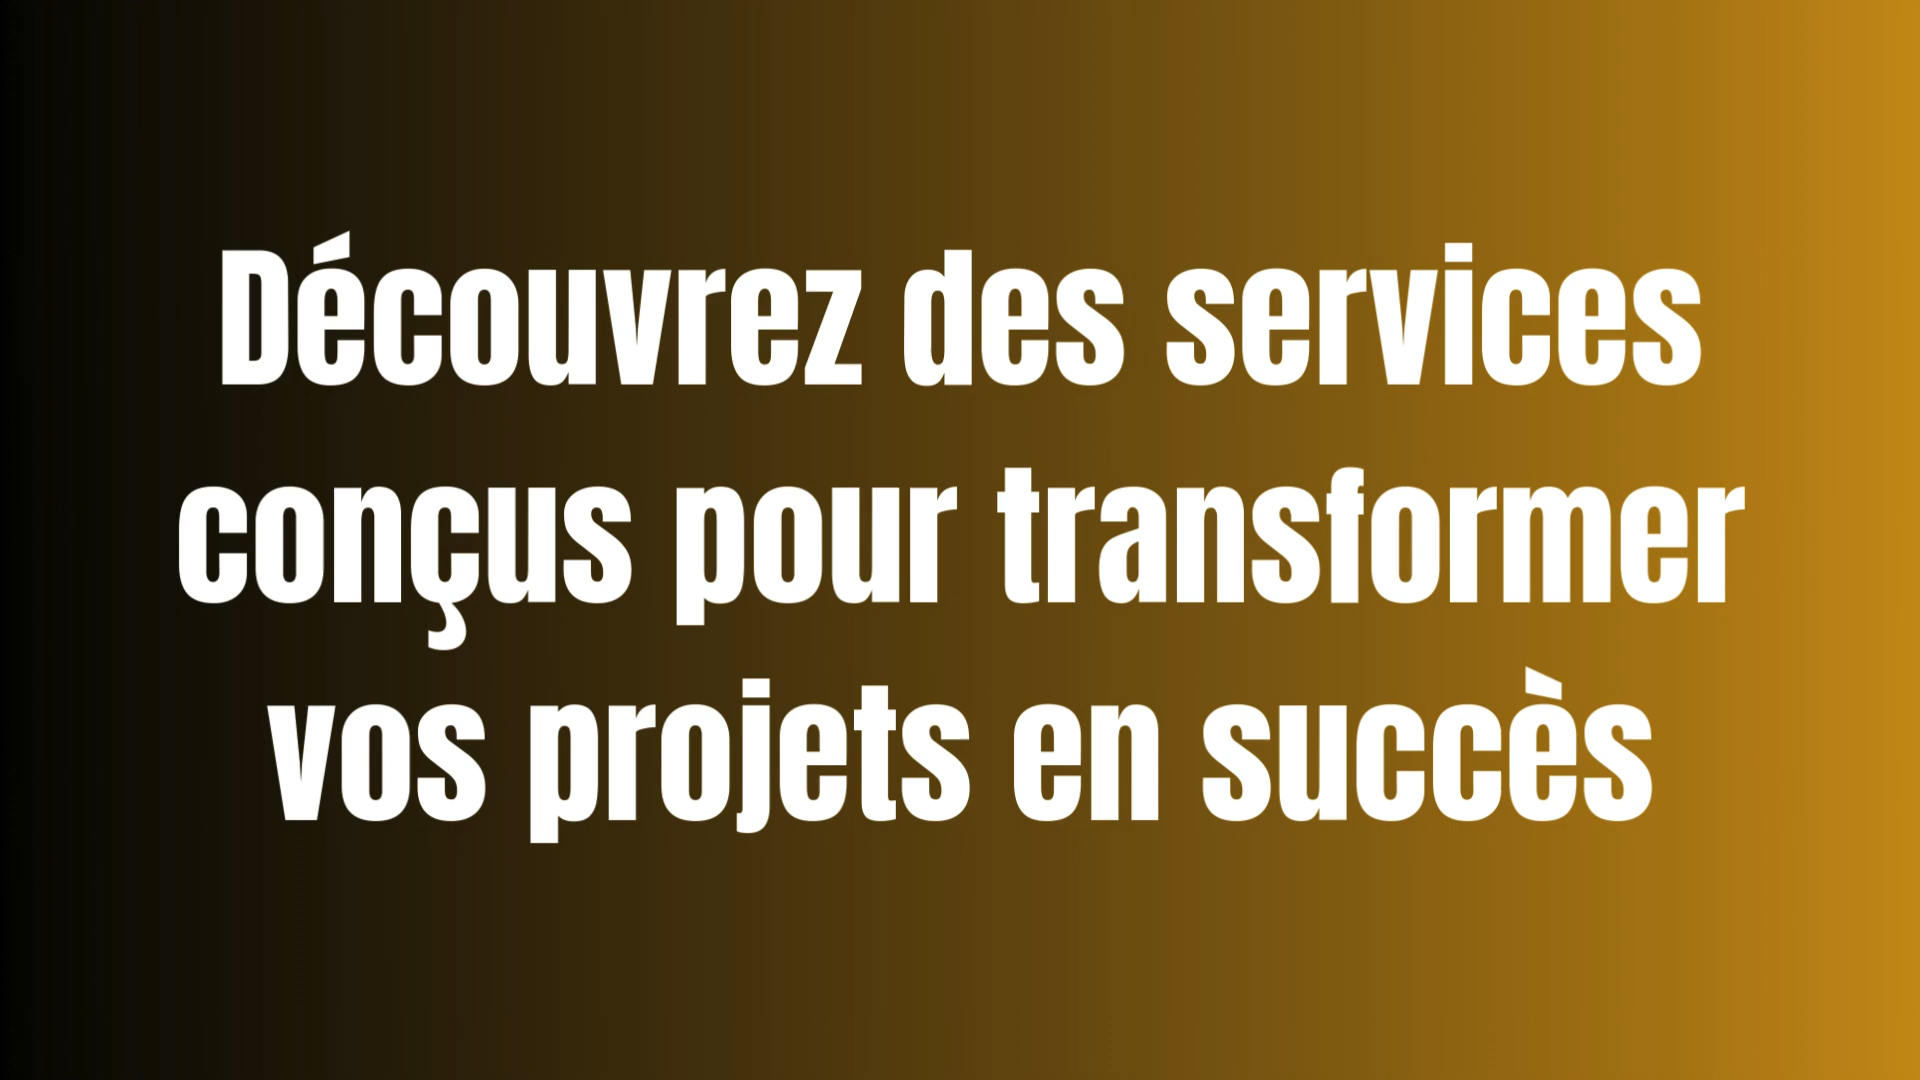 Découvrez des services
conçus pour transformer
vos projets en succès